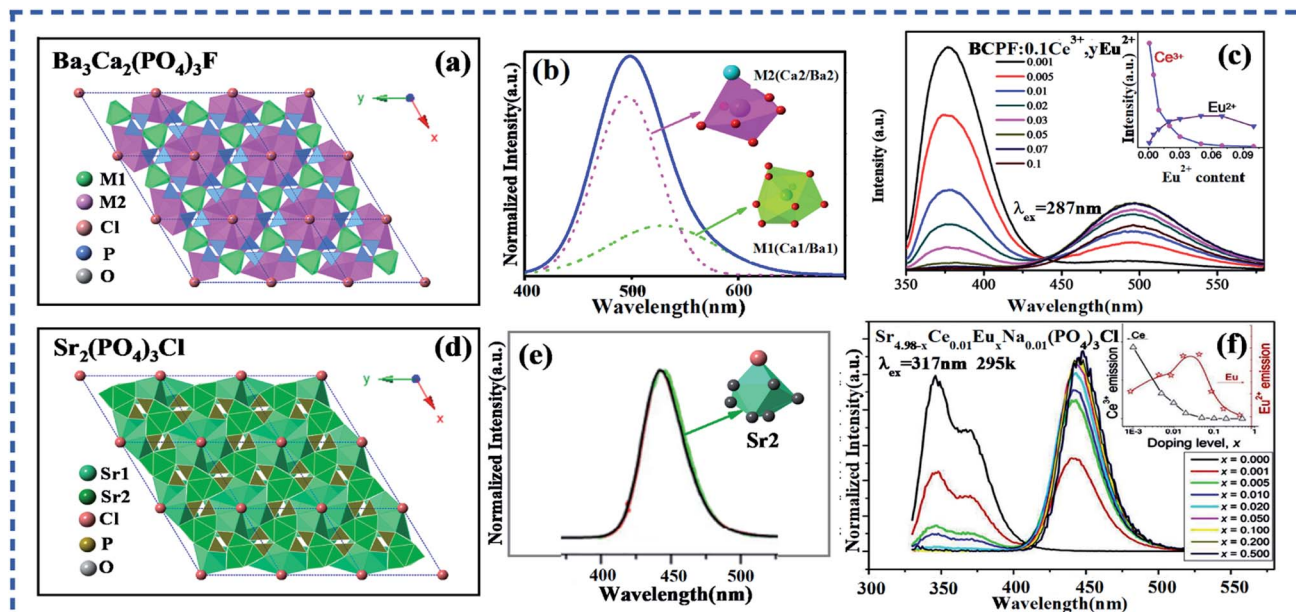 Ba3Ca2(PO4)3F
(a)
y
x
M1
M2
Cl
P
O
(b)
Normalized Intensity(a.u.)
M2(Ca2/Ba2)
M1(Ca1/Ba1)
400 500 600
Wavelength(nm)
BCPF:0.1Ce³⁺,yEu²⁺
(c)
0.001
0.005
0.01
0.02
0.03
0.05
0.07
0.1
Intensity(a.u.)
Ce³⁺
Eu²⁺
0.00 0.03 0.06 0.09
Eu²⁺ content
λex=287nm
Intensity (a.u.)
350 375 400 425 450 475 500 525 550 575
Wavelength(nm)
Sr2(PO4)3Cl
(d)
y
x
Sr1
Sr2
Cl
P
O
(e)
Normalized Intensity(a.u.)
Sr2
400 450 500 550
Wavelength(nm)
Sr4.98-xCe0.01EuxNa0.01(PO4)3Cl
λex=317nm 295k
(f)
Ce
Eu
Ce³⁺ emission
Eu²⁺ emission
1E-3 0.01 0.1 1
Doping level, x
x = 0.000
x = 0.001
x = 0.005
x = 0.010
x = 0.020
x = 0.050
x = 0.100
x = 0.200
x = 0.500
Normalized Intensity(a.u.)
300 350 400 450 500 550
Wavelength(nm)